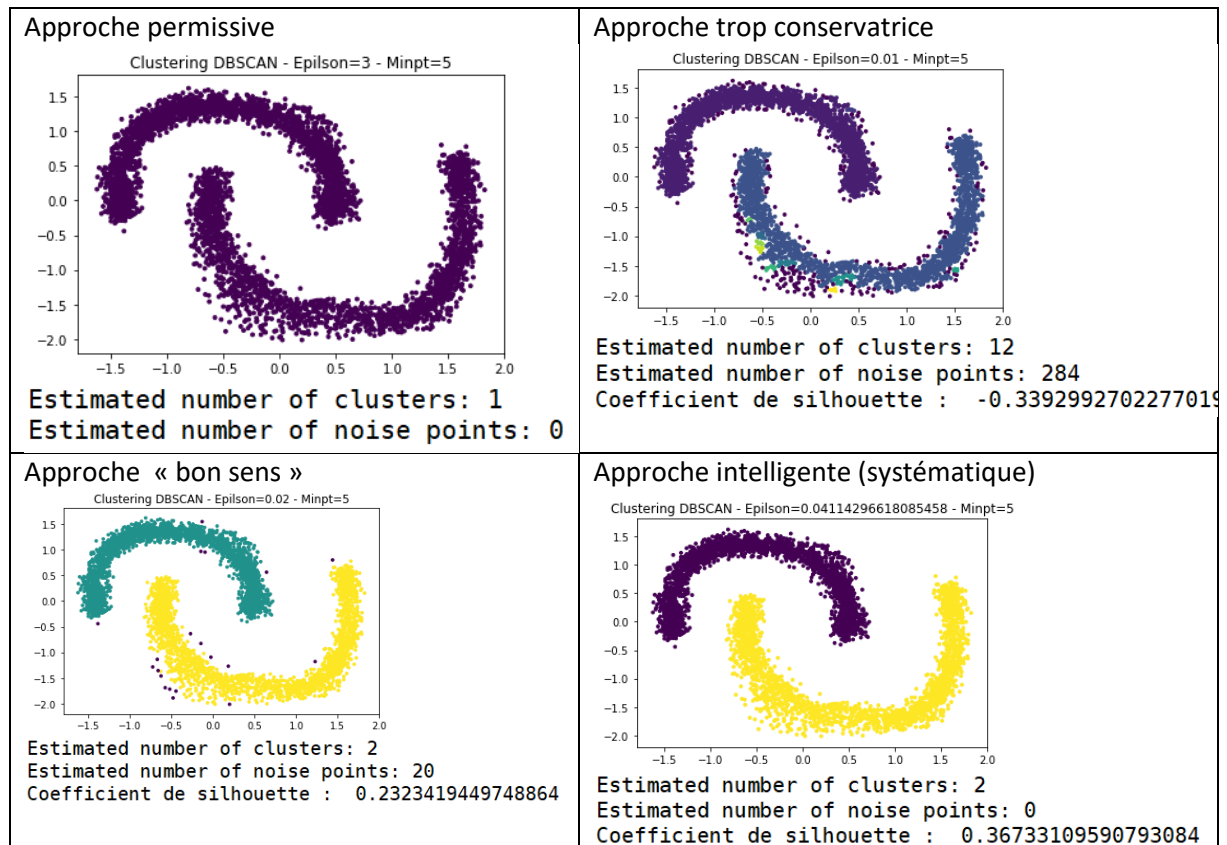 Approche permissive
Clustering DBSCAN - Epilson=3 - Minpt=5
1.5
1.0
0.5
0.0
−0.5
−1.0
−1.5
−2.0
−1.5 −1.0 −0.5 0.0 0.5 1.0 1.5 2.0
Estimated number of clusters: 1
Estimated number of noise points: 0
Approche trop conservatrice
Clustering DBSCAN - Epilson=0.01 - Minpt=5
1.5
1.0
0.5
0.0
−0.5
−1.0
−1.5
−2.0
−1.5 −1.0 −0.5 0.0 0.5 1.0 1.5 2.0
Estimated number of clusters: 12
Estimated number of noise points: 284
Coefficient de silhouette : -0.3392992702277019
Approche « bon sens »
Clustering DBSCAN - Epilson=0.02 - Minpt=5
1.5
1.0
0.5
0.0
−0.5
−1.0
−1.5
−2.0
−1.5 −1.0 −0.5 0.0 0.5 1.0 1.5 2.0
Estimated number of clusters: 2
Estimated number of noise points: 20
Coefficient de silhouette : 0.2323419449748864
Approche intelligente (systématique)
Clustering DBSCAN - Epilson=0.04114296618085458 - Minpt=5
1.5
1.0
0.5
0.0
−0.5
−1.0
−1.5
−2.0
−1.5 −1.0 −0.5 0.0 0.5 1.0 1.5 2.0
Estimated number of clusters: 2
Estimated number of noise points: 0
Coefficient de silhouette : 0.36733109590793084